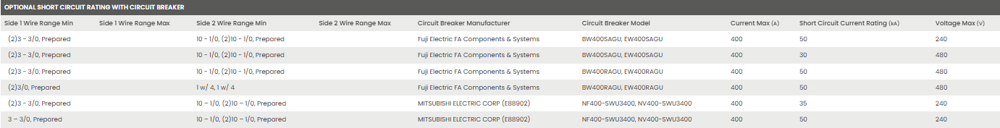 OPTIONAL SHORT CIRCUIT RATING WITH CIRCUIT BREAKER
Side 1 Wire Range Min Side 1 Wire Range Max Side 2 Wire Range Min Side 2 Wire Range Max Circuit Breaker Manufacturer Circuit Breaker Model Current Max (A) Short Circuit Current Rating (kA) Voltage Max (V)
(2)3 - 3/0, Prepared 10 - 1/0, (2)10 - 1/0, Prepared Fuji Electric FA Components & Systems BW400SAGU, EW400SAGU 400 50 240
(2)3 - 3/0, Prepared 10 - 1/0, (2)10 - 1/0, Prepared Fuji Electric FA Components & Systems BW400SAGU, EW400SAGU 400 30 480
(2)3 - 3/0, Prepared 10 - 1/0, (2)10 - 1/0, Prepared Fuji Electric FA Components & Systems BW400RAGU, EW400RAGU 400 50 480
(2)3/0, Prepared 1 w/ 4, 1 w/ 4 Fuji Electric FA Components & Systems BW400RAGU, EW400RAGU 400 50 480
(2)3 - 3/0, Prepared 10 – 1/0, (2)10 – 1/0, Prepared MITSUBISHI ELECTRIC CORP (E88902) NF400-SWU3400, NV400-SWU3400 400 35 240
3 – 3/0, Prepared 10 – 1/0, (2)10 – 1/0, Prepared MITSUBISHI ELECTRIC CORP (E88902) NF400-SWU3400, NV400-SWU3400 400 50 240